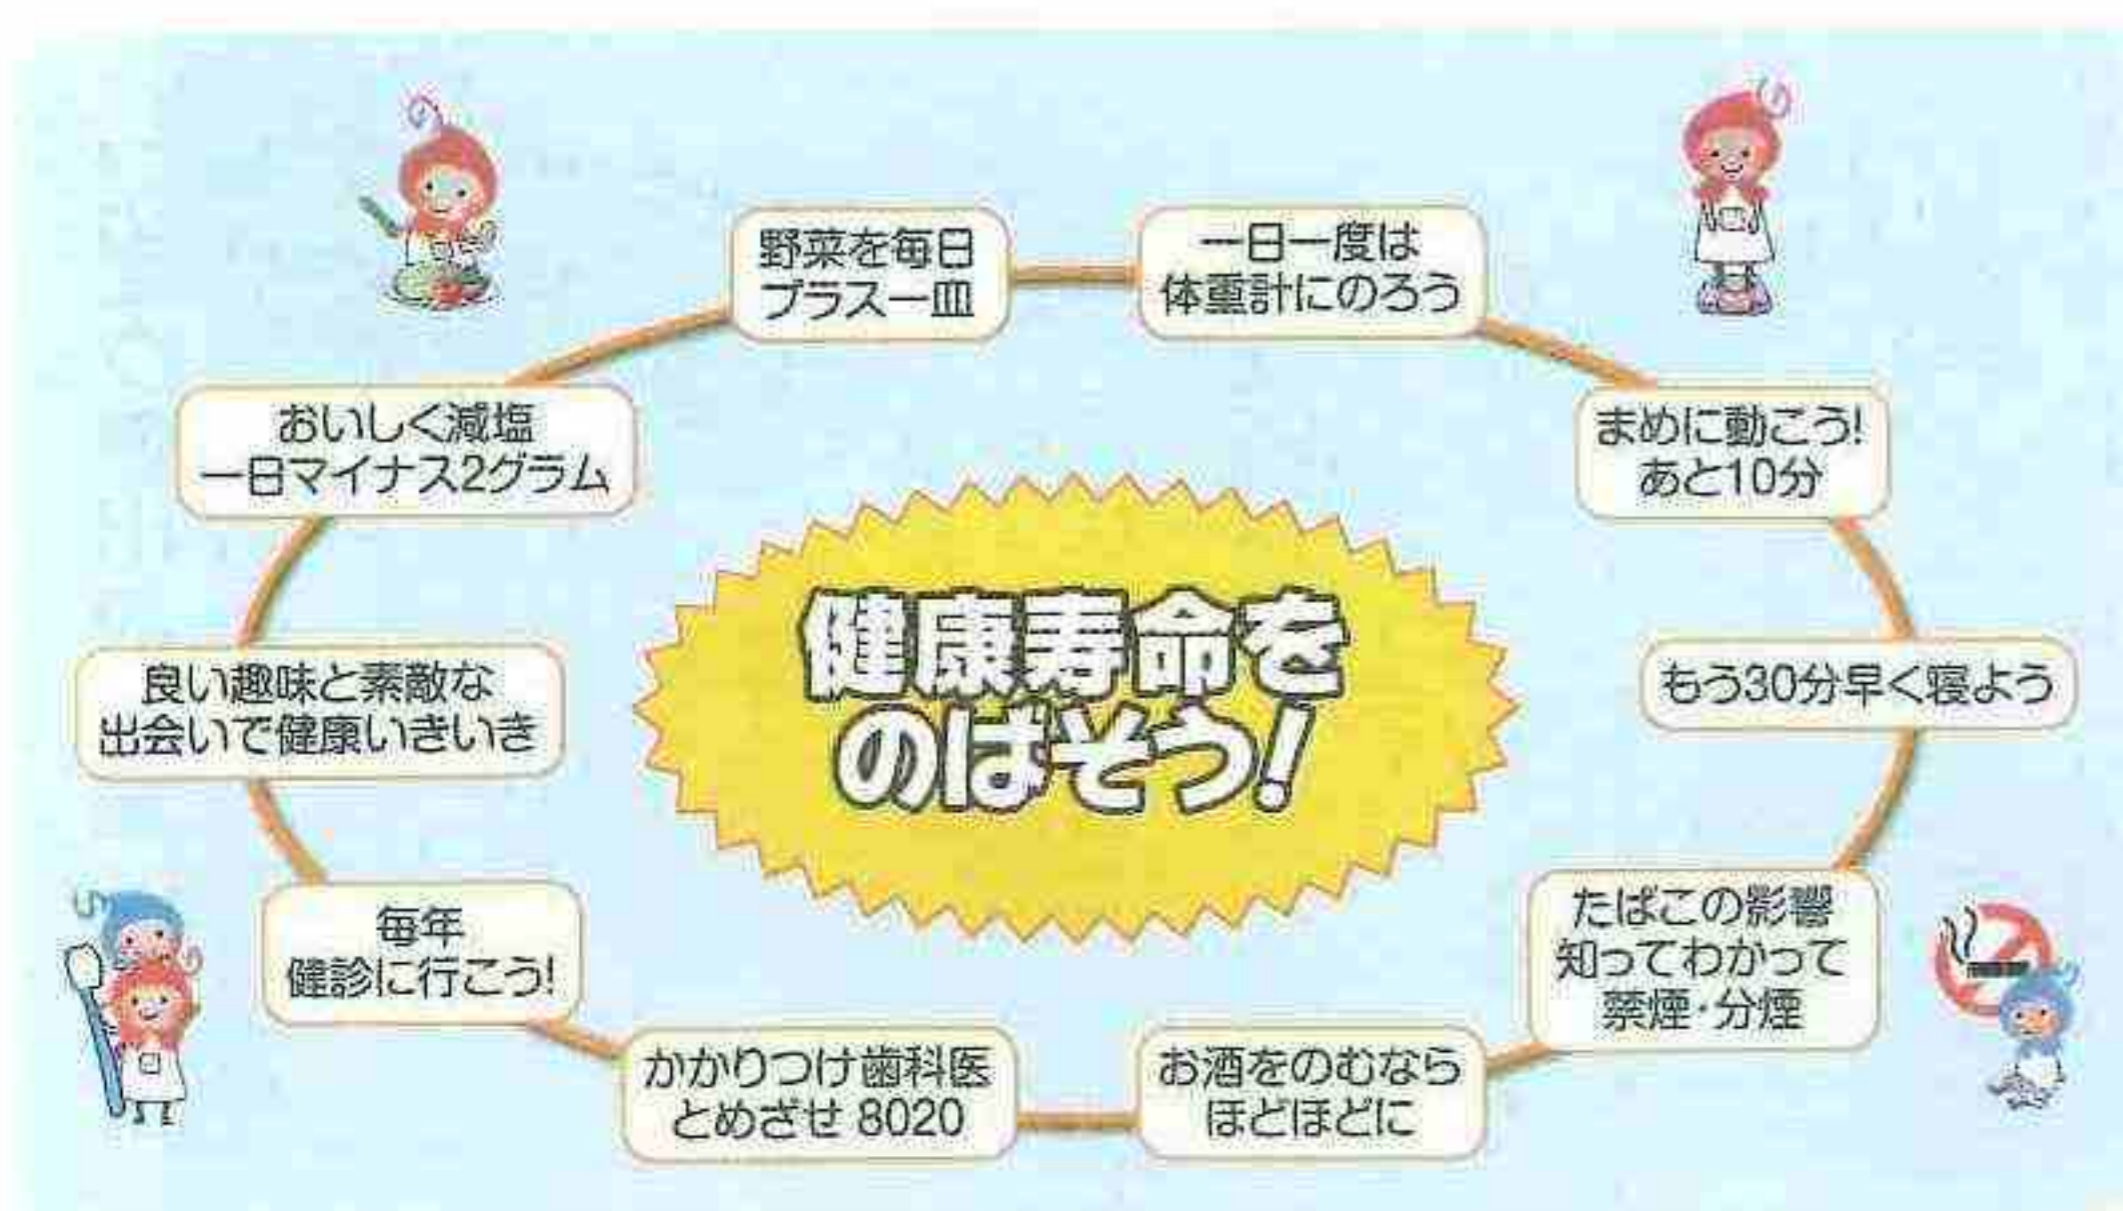 野菜を毎日
プラス一皿
一日一度は
体重計にのろう
まめに動こう!
あと10分
もう30分早く寝よう
たばこの影響
知ってわかって
禁煙・分煙
お酒をのむなら
ほどほどに
かかりつけ歯科医
とめざせ 8020
毎年
健診に行こう!
良い趣味と素敵な
出会いで健康いきいき
おいしく減塩
一日マイナス2グラム
健康寿命を
のばそう!